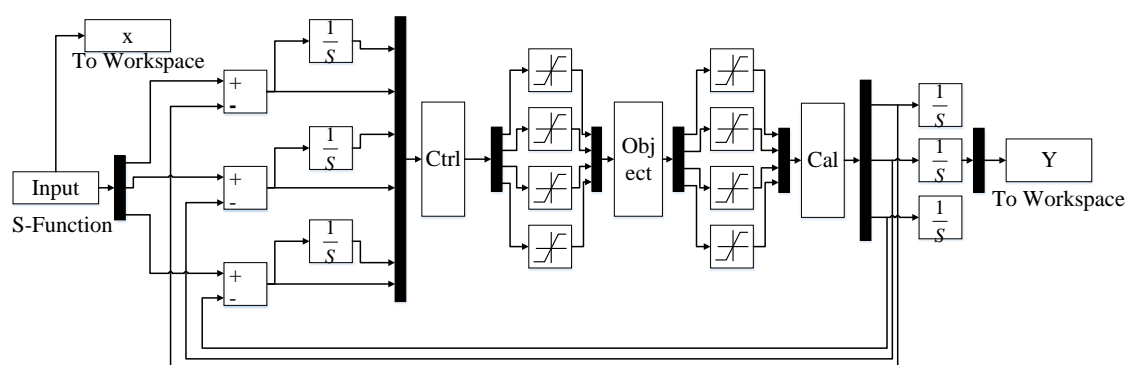 x
To Workspace
Input
S-Function
+
-
+
-
+
-
1
S
1
S
1
S
Ctrl
Obj
ect
Cal
1
S
1
S
1
S
Y
To Workspace